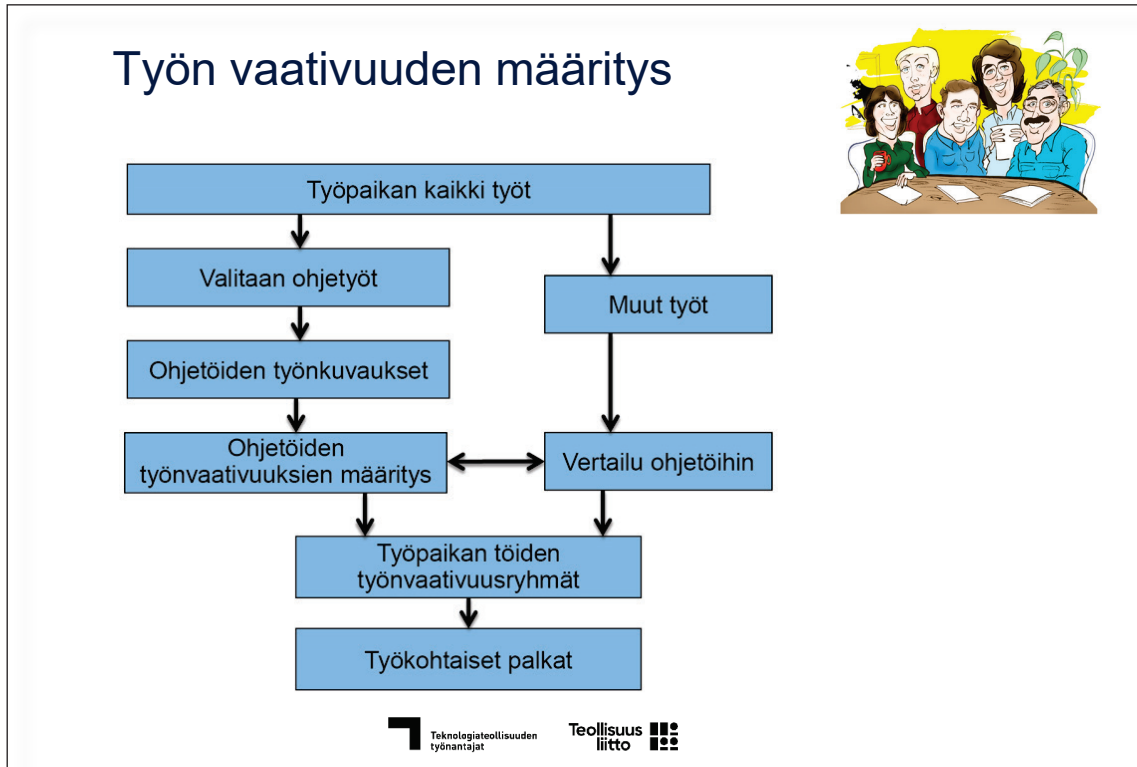 Työn vaativuuden määritys
Työpaikan kaikki työt
Valitaan ohjetyöt
Muut työt
Ohjetöiden työnkuvaukset
Ohjetöiden
työnvaativuuksien määritys
Vertailu ohjetöihin
Työpaikan töiden
työnvaativuusryhmät
Työkohtaiset palkat
Teknologiateollisuuden
työnantajat
Teollisuus
liitto